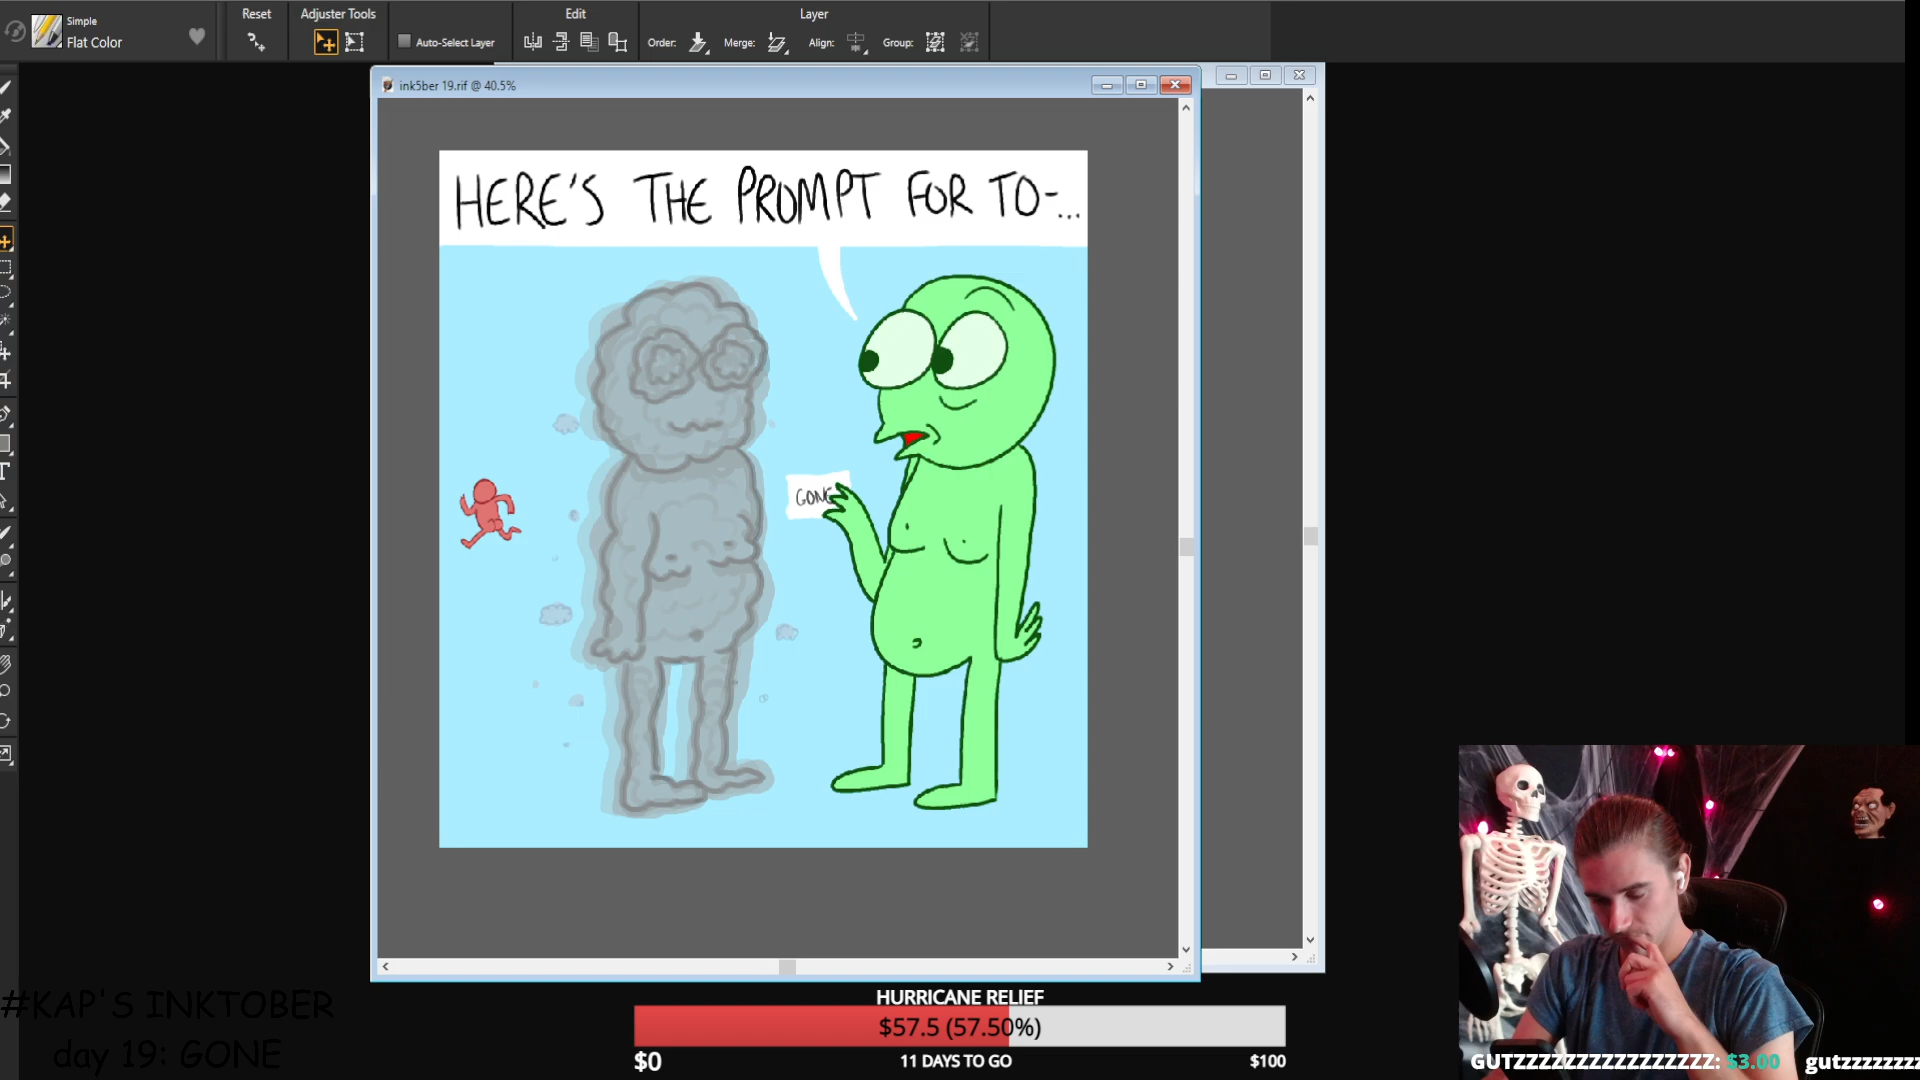 Simple
Flat Color
Reset
Adjuster Tools
Auto-Select Layer
Edit
Layer
Order:
Merge:
Align:
Group:
ink5ber 19.rif @ 40.5%
HERE'S THE PROMPT FOR TO-...
GONE
#KAP'S INKTOBER
day 19: GONE
HURRICANE RELIEF
$57.5 (57.50%)
$0
11 DAYS TO GO
$100
GUTZZZZZZZZZZZZZZZZ: $3.00 gutzzzzzzzz